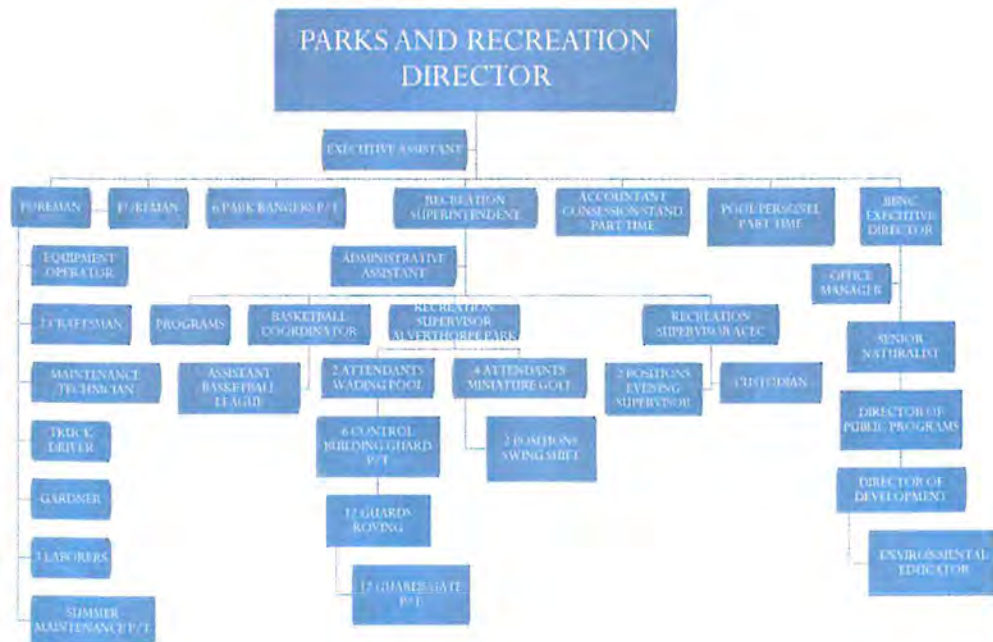 PARKS AND RECREATION
DIRECTOR
EXECUTIVE ASSISTANT
FOREMAN
FOREMAN
6 PARK RANGERS P/T
RECREATION
SUPERINTENDENT
ACCOUNTANT
CONSESSION STAND
PART TIME
POOL PERSONEL
PART TIME
EXECUTIVE
DIRECTOR
EQUIPMENT
OPERATOR
ADMINISTRATIVE
ASSISTANT
OFFICE
MANAGER
CRAFTSMAN
PROGRAMS
BASKETBALL
COORDINATOR
RECREATION
SUPERVISOR
ALVERTHORPE PARK
RECREATION
SUPERVISOR ACEC
SENIOR
NATURALIST
MAINTENANCE
TECHNICIAN
ASSISTANT
BASKETBALL
LEAGUE
2 ATTENDANTS
WADING POOL
4 ATTENDANTS
MINIATURE GOLF
2 POSITIONS
EVENING
SUPERVISOR
CUSTODIAN
DIRECTOR OF
PUBLIC PROGRAMS
TRUCK
DRIVER
6 CONTROL
BUILDING GUARD
P/T
2 POSITIONS
SWING SHIFT
DIRECTOR OF
DEVELOPMENT
GARDNER
12 GUARDS
ROVING
ENVIRONMENTAL
EDUCATOR
LABORERS
12 GUARDS GATE
P/T
SUMMER
MAINTENANCE P/T